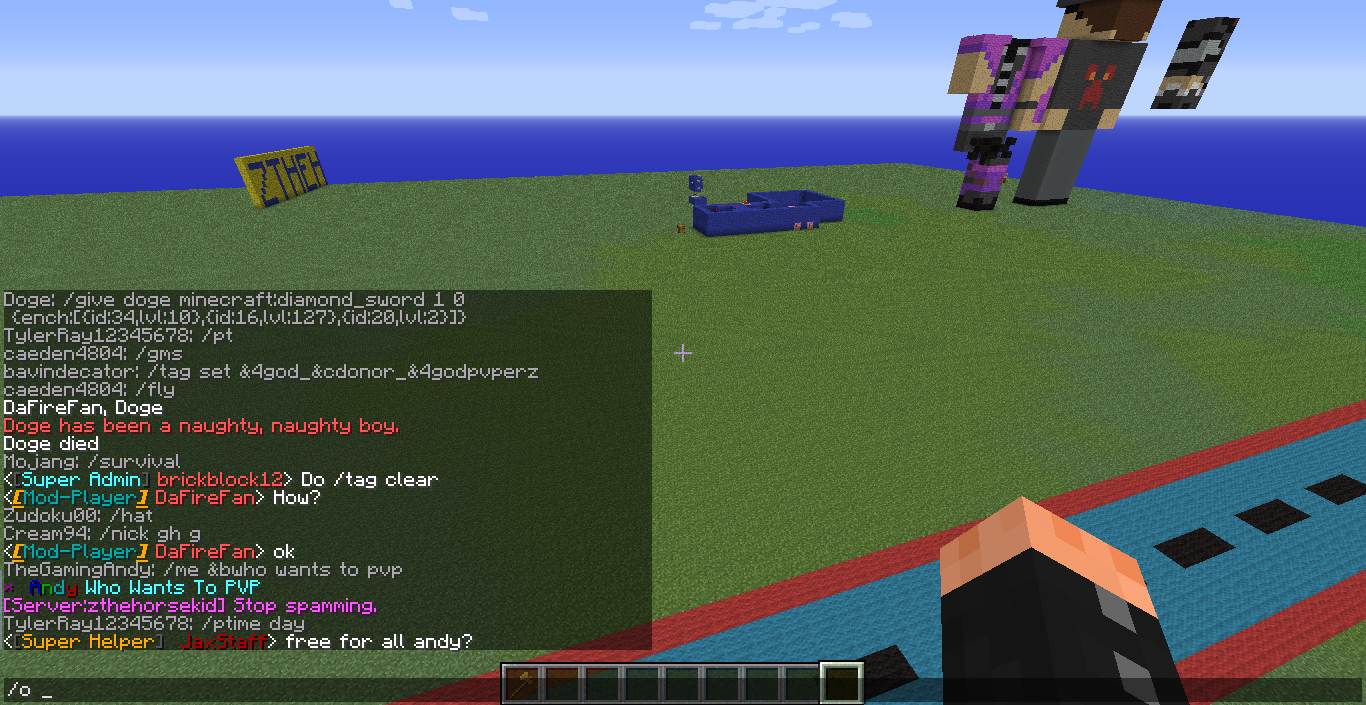 7THEH
Doge: /give doge minecraft:diamond_sword 1 0
{ench:[{id:34,lvl:10},{id:16,lvl:127},{id:20,lvl:2}]}
TylerRay12345678: /pt
caeden4804: /gms
bavindecator: /tag set &4god_&cdonor_&4godpvperz
caeden4804: /fly
DaFireFan, Doge
Doge has been a naughty, naughty boy.
Doge died
Mojang: /survival
<[Super Admin] brickblock12> Do /tag clear
<[Mod-Player] DaFireFan> How?
Zudoku00: /hat
Cream94: /nick gh g
<[Mod-Player] DaFireFan> ok
TheGamingAndy: /me &bwho wants to pvp
* Andy Who Wants To PVP
[Server:zthehorsekid] Stop spamming.
TylerRay12345678: /ptime day
<[Super Helper] JaxStaff> free for all andy?
/o _